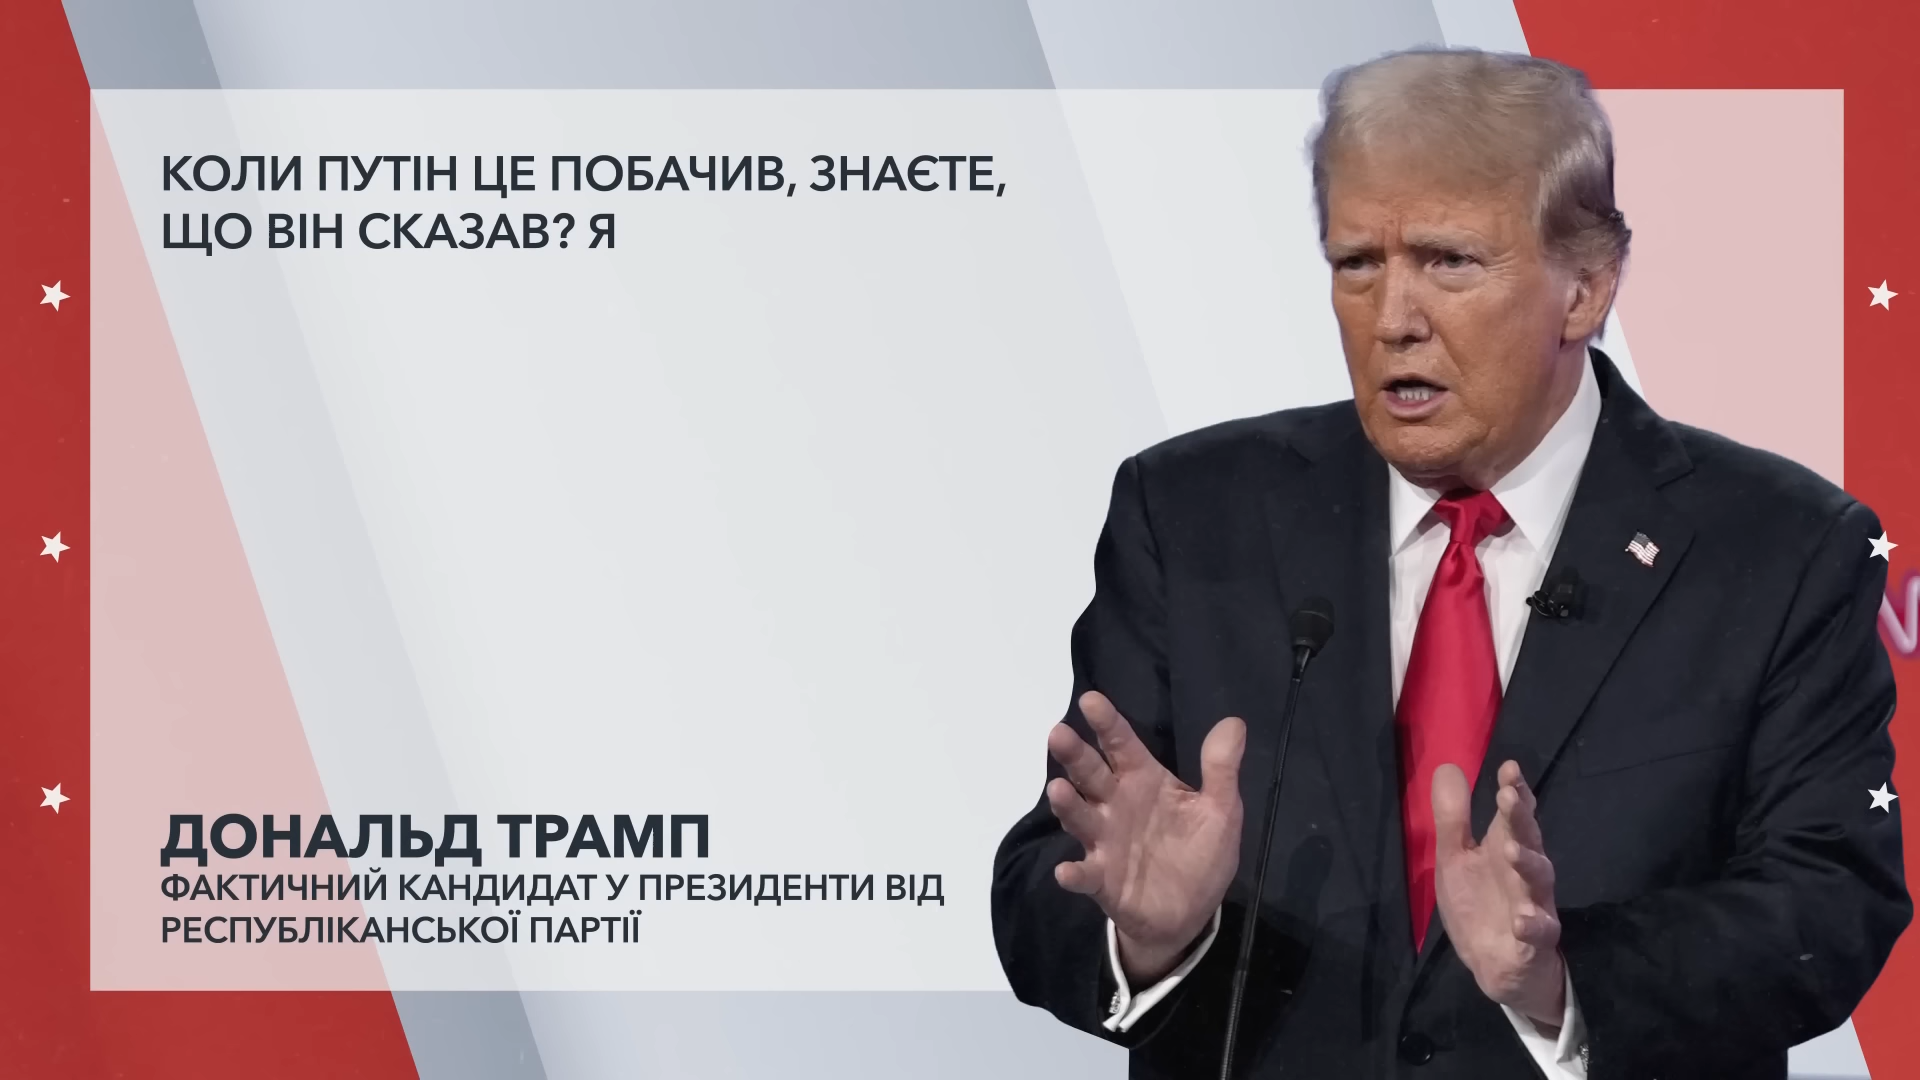 КОЛИ ПУТІН ЦЕ ПОБАЧИВ, ЗНАЄТЕ,
ЩО ВІН СКАЗАВ? Я
ДОНАЛЬД ТРАМП
ФАКТИЧНИЙ КАНДИДАТ У ПРЕЗИДЕНТИ ВІД
РЕСПУБЛІКАНСЬКОЇ ПАРТІЇ